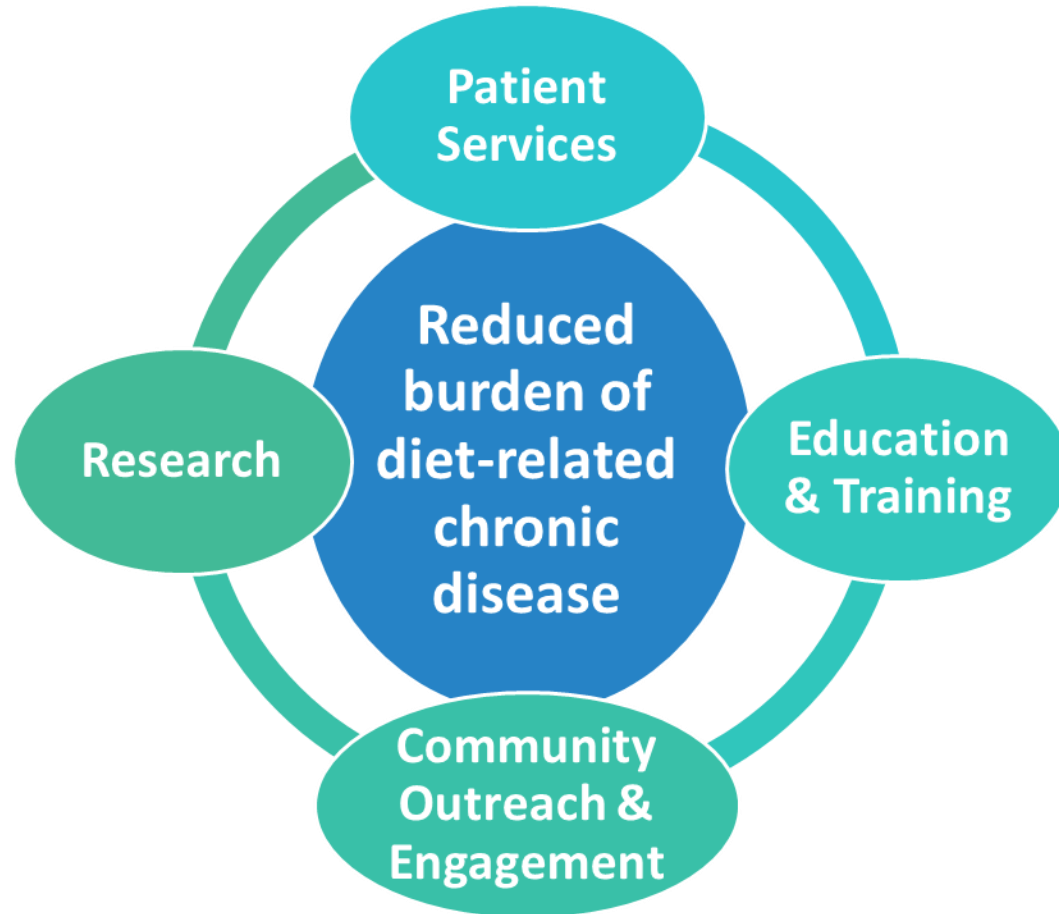 Patient
Services
Reduced
burden of
diet-related
chronic
disease
Research
Education
& Training
Community
Outreach &
Engagement